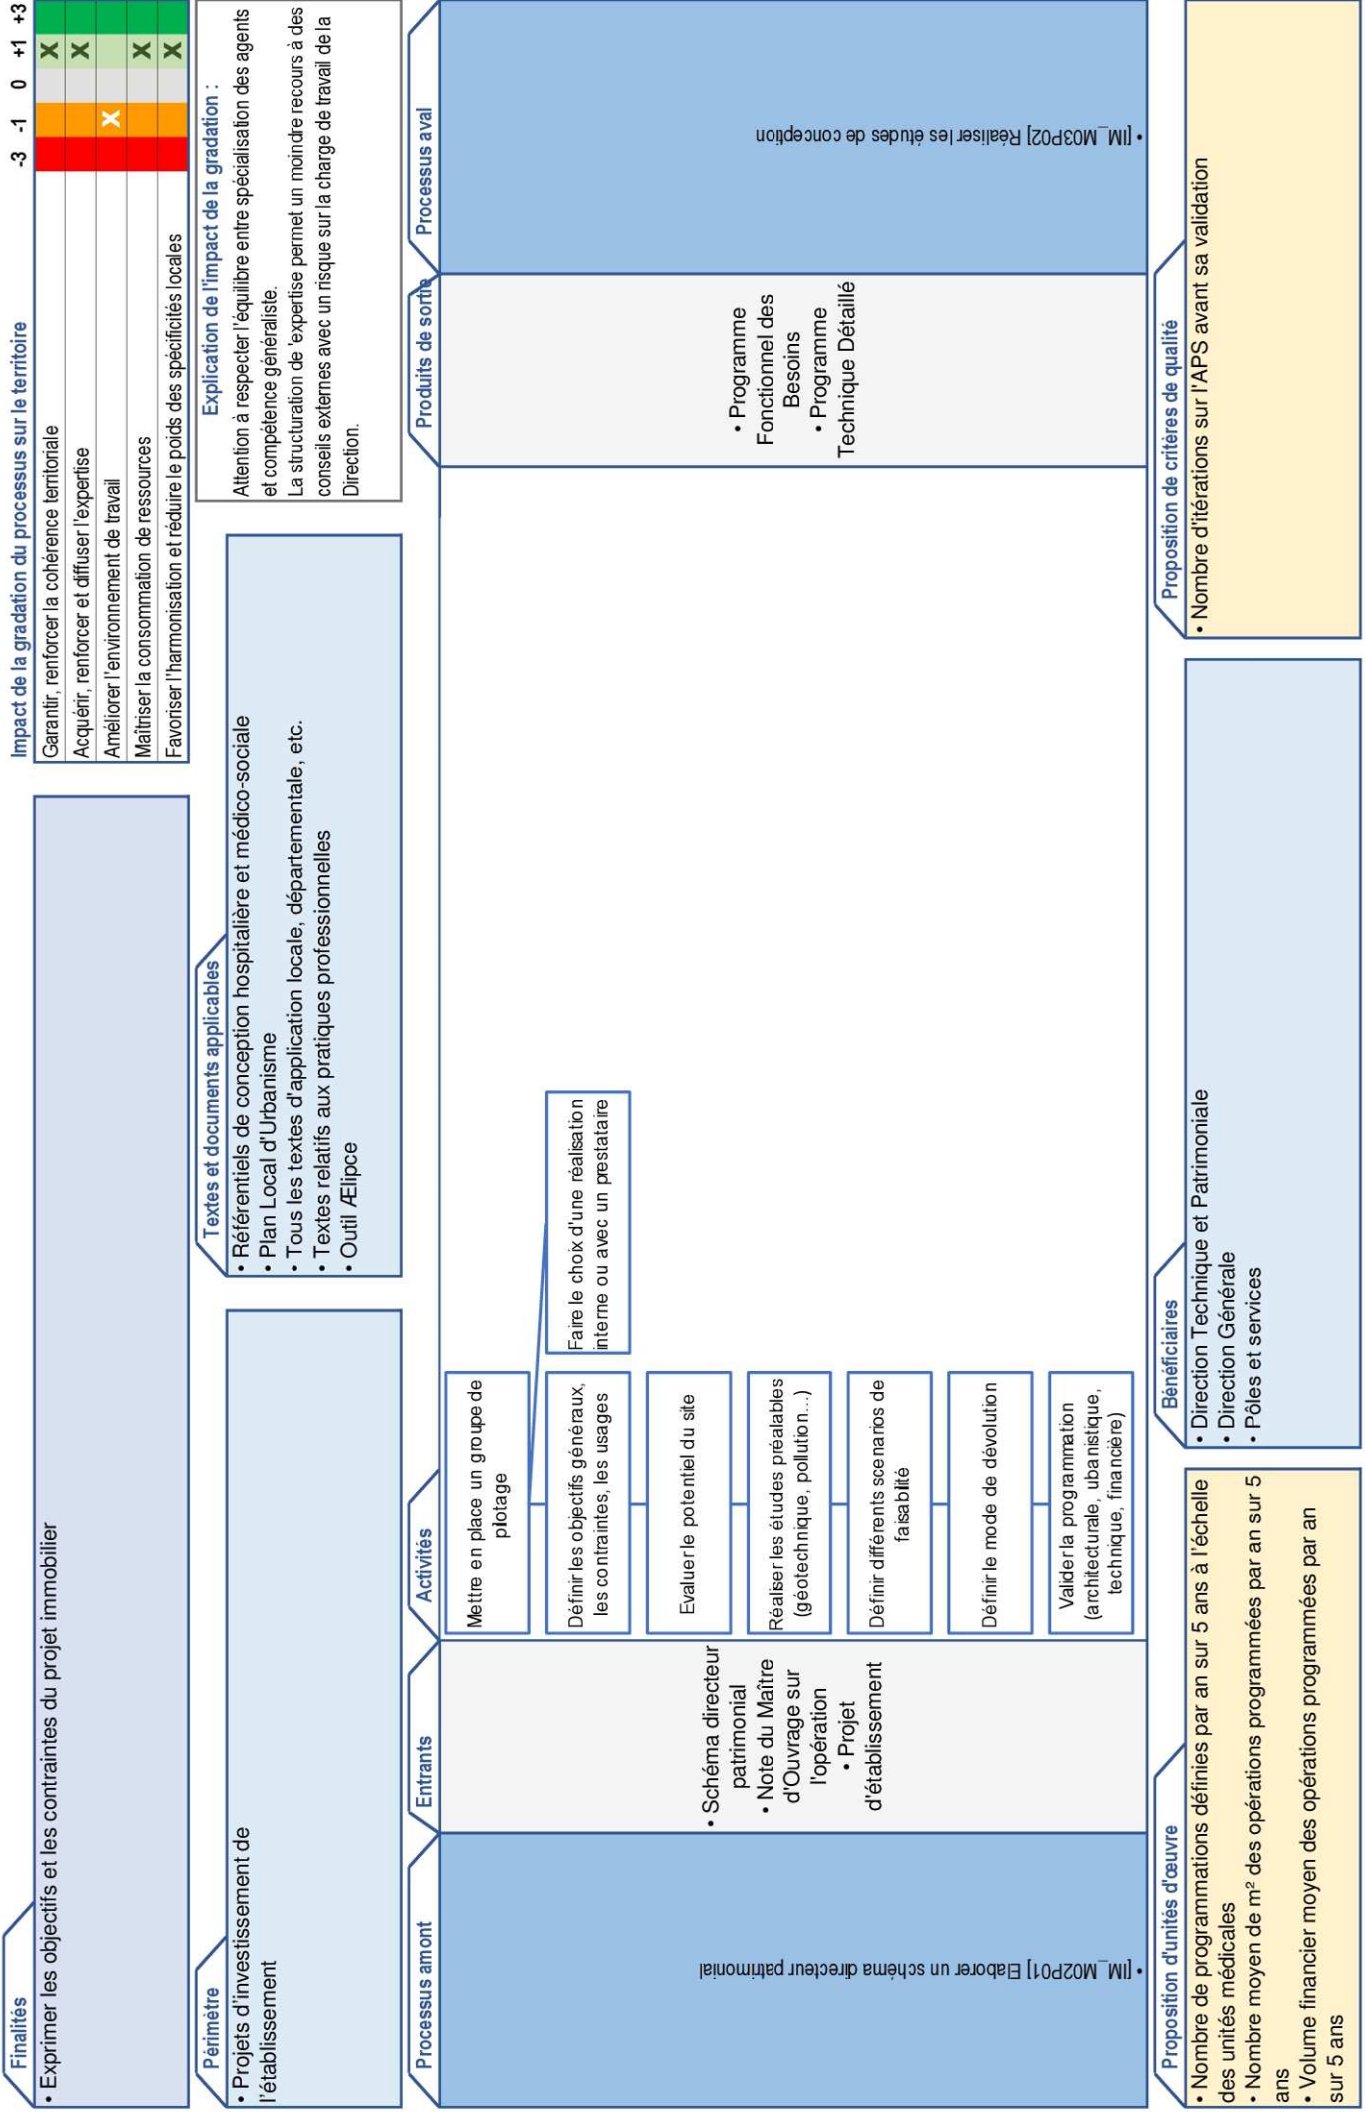 Finalités
• Exprimer les objectifs et les contraintes du projet immobilier
Impact de la gradation du processus sur le territoire
-3 -1 0 +1 +3
Garantir, renforcer la cohérence territoriale X
Acquérir, renforcer et diffuser l'expertise X
Améliorer l'environnement de travail X
Maîtriser la consommation de ressources X
Favoriser l'harmonisation et réduire le poids des spécificités locales X
Périmètre
• Projets d'investissement de
l'établissement
Textes et documents applicables
• Référentiels de conception hospitalière et médico-sociale
• Plan Local d'Urbanisme
• Tous les textes d'application locale, départementale, etc.
• Textes relatifs aux pratiques professionnelles
• Outil Ælipce
Explication de l'impact de la gradation :
Attention à respecter l'équilibre entre spécialisation des agents
et compétence généraliste.
La structuration de 'expertise permet un moindre recours à des
conseils externes avec un risque sur la charge de travail de la
Direction.
Processus amont
• [IM_M02P01] Elaborer un schéma directeur patrimonial
Entrants
• Schéma directeur
patrimonial
• Note du Maître
d'Ouvrage sur
l'opération
• Projet
d'établissement
Activités
Mettre en place un groupe de
pilotage
Faire le choix d'une réalisation
interne ou avec un prestataire
Définir les objectifs généraux,
les contraintes, les usages
Evaluer le potentiel du site
Réaliser les études préalables
(géotechnique, pollution…)
Définir différents scenarios de
faisabilité
Définir le mode de dévolution
Valider la programmation
(architecturale, ubanistique,
technique, financière)
Produits de sortie
• Programme
Fonctionnel des
Besoins
• Programme
Technique Détaillé
Processus aval
• [IM_M03P02] Réaliser les études de conception
Proposition d'unités d'œuvre
• Nombre de programmations définies par an sur 5 ans à l'échelle
des unités médicales
• Nombre moyen de m² des opérations programmées par an sur 5
ans
• Volume financier moyen des opérations programmées par an
sur 5 ans
Bénéficiaires
• Direction Technique et Patrimoniale
• Direction Générale
• Pôles et services
Proposition de critères de qualité
• Nombre d'itérations sur l'APS avant sa validation